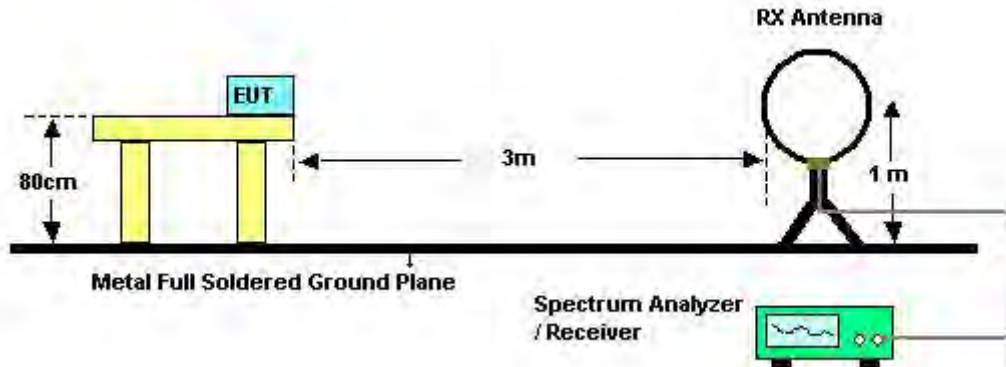 RX Antenna
EUT
3m
80cm
1 m
Metal Full Soldered Ground Plane
Spectrum Analyzer
/ Receiver